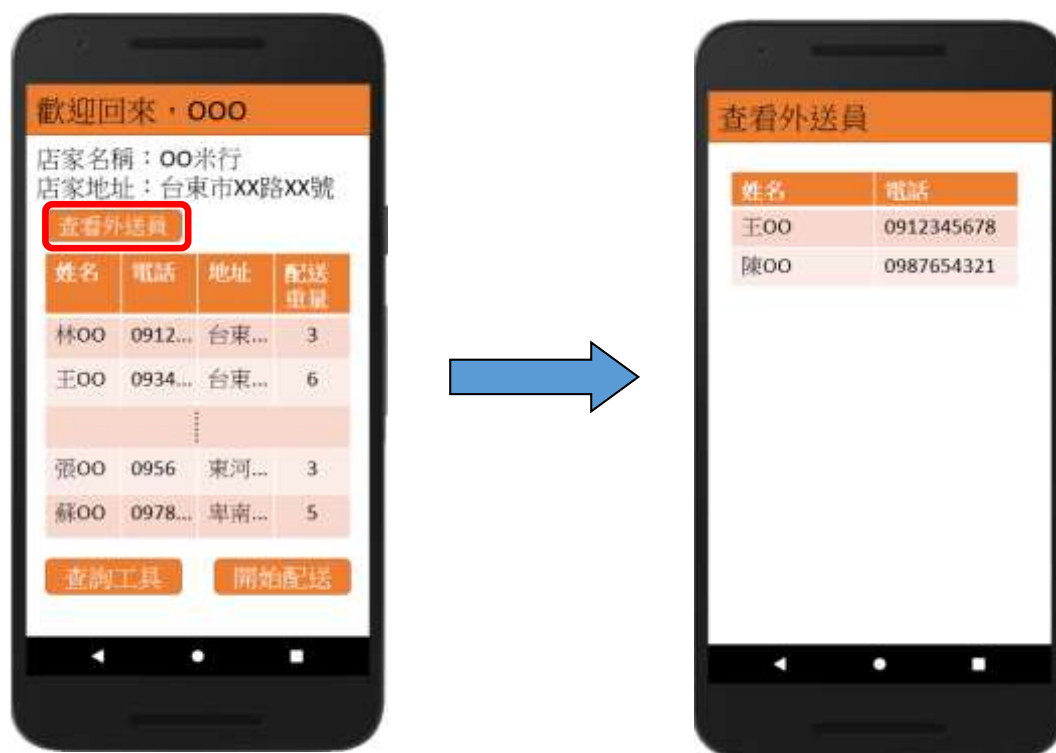 歡迎回來，OOO
店家名稱：OO米行
店家地址：台東市XX路XX號
查看外送員
姓名 電話 地址 配送重量
林OO 0912... 台東... 3
王OO 0934... 台東... 6
張OO 0956 東河... 3
蘇OO 0978... 卑南... 5
查詢工具 開始配送
查看外送員
姓名 電話
王OO 0912345678
陳OO 0987654321